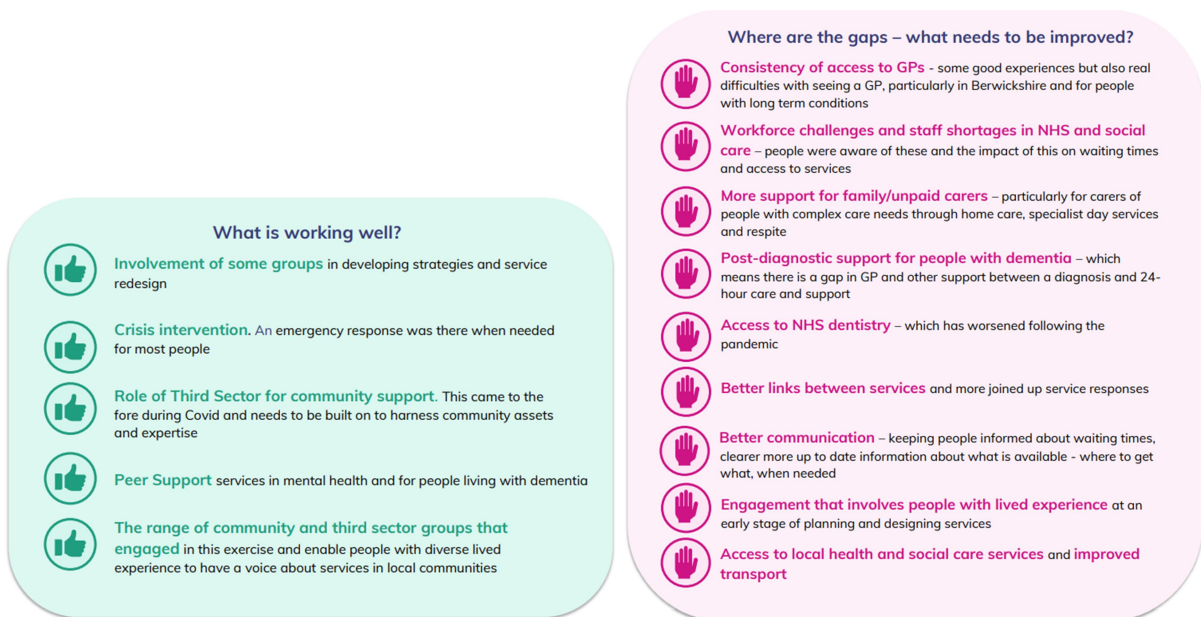 What is working well?
Involvement of some groups in developing strategies and service
redesign
Crisis intervention. An emergency response was there when needed
for most people
Role of Third Sector for community support. This came to the
fore during Covid and needs to be built on to harness community assets
and expertise
Peer Support services in mental health and for people living with dementia
The range of community and third sector groups that
engaged in this exercise and enable people with diverse lived
experience to have a voice about services in local communities
Where are the gaps – what needs to be improved?
Consistency of access to GPs - some good experiences but also real
difficulties with seeing a GP, particularly in Berwickshire and for people
with long term conditions
Workforce challenges and staff shortages in NHS and social
care – people were aware of these and the impact of this on waiting times
and access to services
More support for family/unpaid carers – particularly for carers of
people with complex care needs through home care, specialist day services
and respite
Post-diagnostic support for people with dementia – which
means there is a gap in GP and other support between a diagnosis and 24-
hour care and support
Access to NHS dentistry – which has worsened following the
pandemic
Better links between services and more joined up service responses
Better communication – keeping people informed about waiting times,
clearer more up to date information about what is available - where to get
what, when needed
Engagement that involves people with lived experience at an
early stage of planning and designing services
Access to local health and social care services and improved
transport